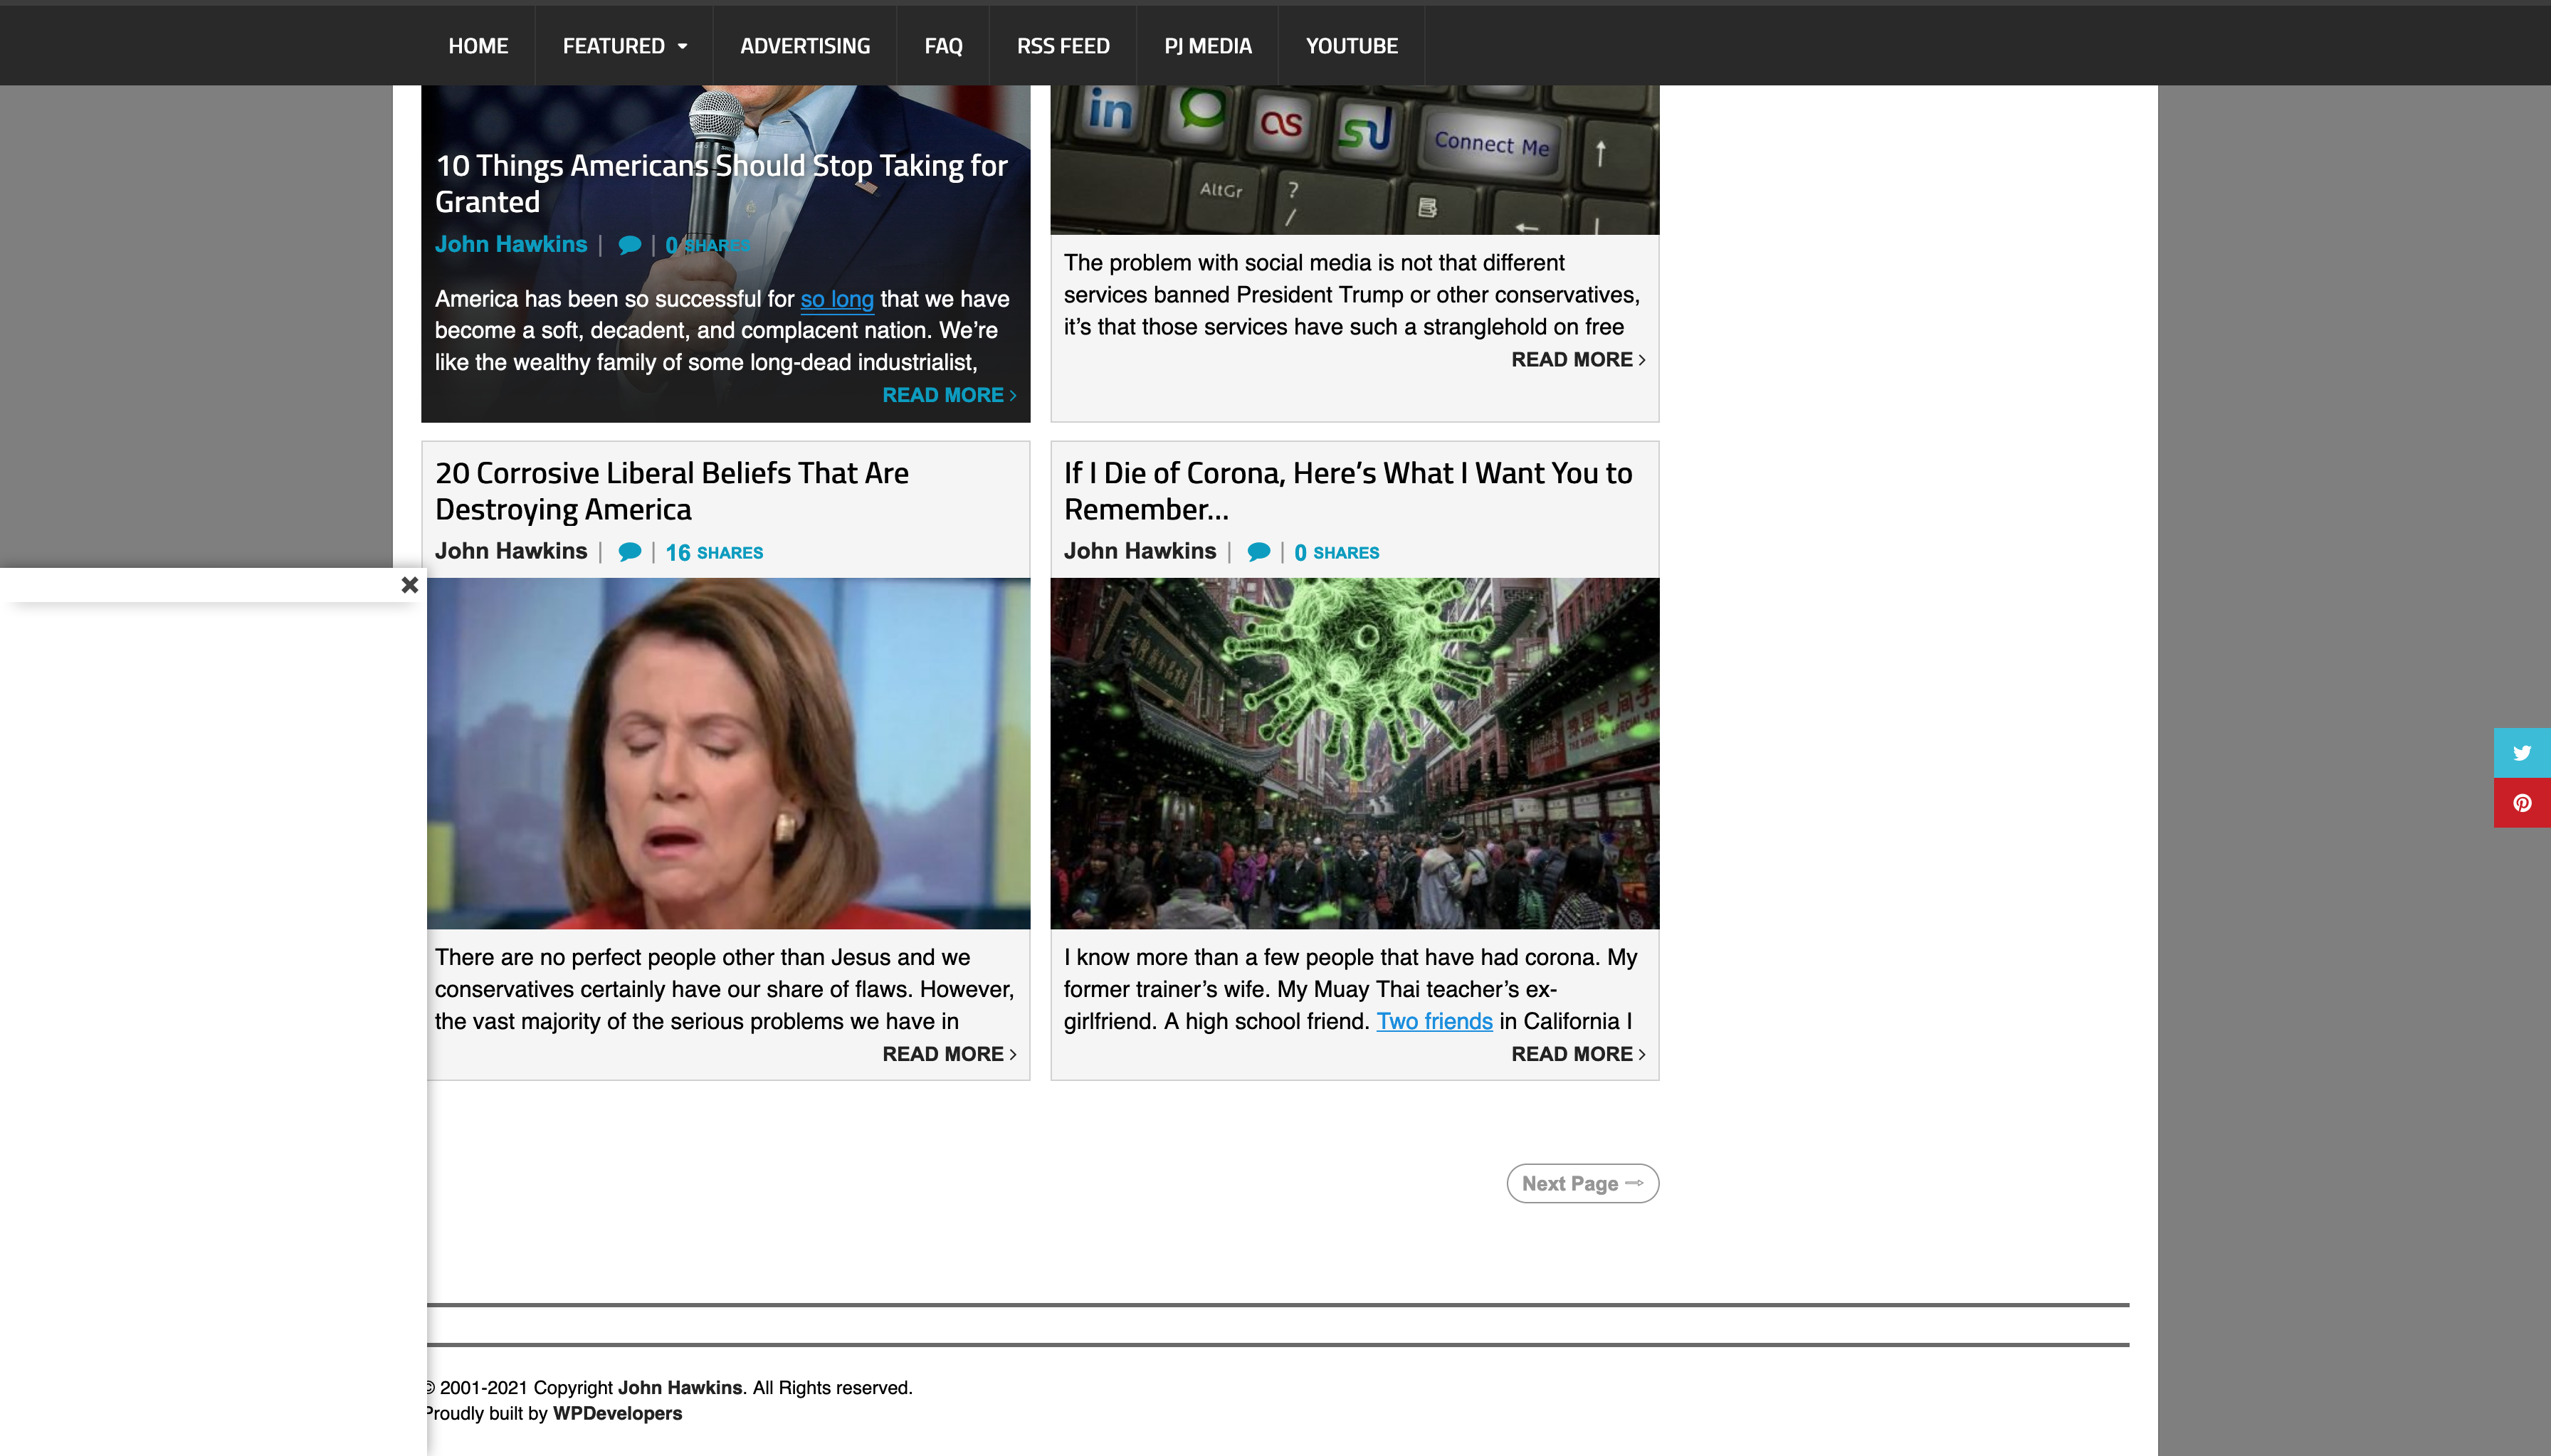 HOME
FEATURED
ADVERTISING
FAQ
RSS FEED
PJ MEDIA
YOUTUBE
10 Things Americans Should Stop Taking for
Granted
John Hawkins | | 0 SHARES
America has been so successful for so long that we have
become a soft, decadent, and complacent nation. We’re
like the wealthy family of some long-dead industrialist,
READ MORE
in
as
Connect Me
AltGr
?
/
The problem with social media is not that different
services banned President Trump or other conservatives,
it’s that those services have such a stranglehold on free
READ MORE
20 Corrosive Liberal Beliefs That Are
Destroying America
John Hawkins | | 16 SHARES
There are no perfect people other than Jesus and we
conservatives certainly have our share of flaws. However,
the vast majority of the serious problems we have in
READ MORE
If I Die of Corona, Here’s What I Want You to
Remember…
John Hawkins | | 0 SHARES
I know more than a few people that have had corona. My
former trainer’s wife. My Muay Thai teacher’s ex-
girlfriend. A high school friend. Two friends in California I
READ MORE
Next Page
© 2001-2021 Copyright John Hawkins. All Rights reserved.
Proudly built by WPDevelopers